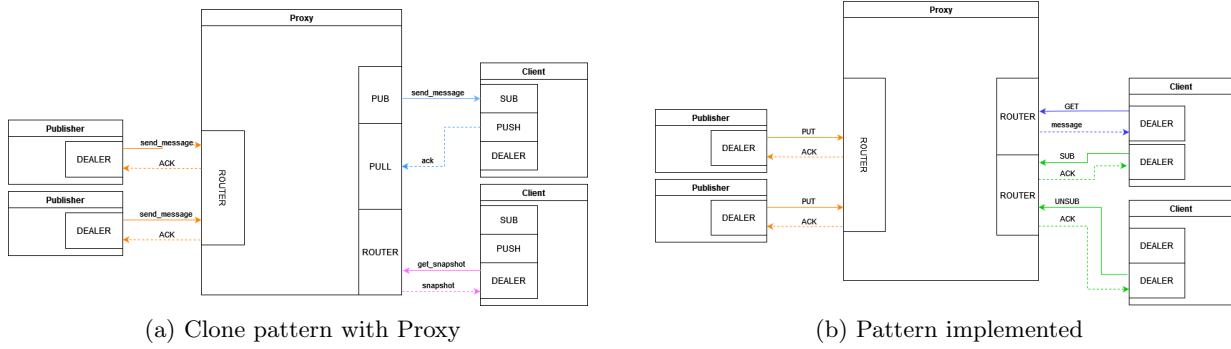 Proxy
Publisher
DEALER
send_message
ACK
Publisher
DEALER
send_message
ACK
ROUTER
PUB
PULL
ROUTER
send_message
ack
get_snapshot
snapshot
Client
SUB
PUSH
DEALER
Client
SUB
PUSH
DEALER
(a) Clone pattern with Proxy
Proxy
Publisher
DEALER
PUT
ACK
Publisher
DEALER
PUT
ACK
ROUTER
ROUTER
ROUTER
GET
message
SUB
ACK
UNSUB
ACK
Client
DEALER
DEALER
Client
DEALER
DEALER
(b) Pattern implemented